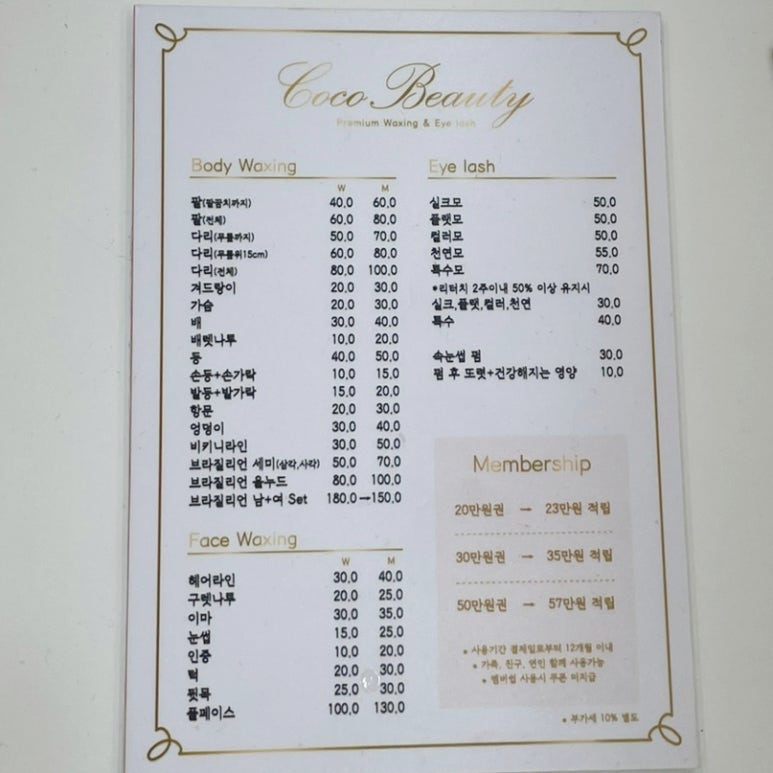 Coco Beauty
Premium Waxing & Eye lash
Body Waxing
W M
팔(팔꿈치까지) 40.0 60.0
팔(전체) 60.0 80.0
다리(무릎까지) 50.0 70.0
다리(무릎위15cm) 60.0 80.0
다리(전체) 80.0 100.0
겨드랑이 20.0 30.0
가슴 20.0 30.0
배 30.0 40.0
배렛나루 10.0 20.0
등 40.0 50.0
손등+손가락 10.0 15.0
발등+발가락 15.0 20.0
항문 20.0 30.0
엉덩이 30.0 40.0
비키니라인 30.0 50.0
브라질리언 세미(삼각,사각) 50.0 70.0
브라질리언 올누드 80.0 100.0
브라질리언 남+여 Set 180.0→150.0
Face Waxing
W M
헤어라인 30.0 40.0
구렛나루 20.0 25.0
이마 30.0 35.0
눈썹 15.0 25.0
인중 10.0 20.0
턱 20.0 30.0
뒷목 25.0 30.0
풀페이스 100.0 130.0
Eye lash
실크모 50.0
플랫모 50.0
컬러모 50.0
천연모 55.0
특수모 70.0
*리터치 2주이내 50% 이상 유지시
실크,플랫,컬러,천연 30.0
특수 40.0
속눈썹 펌 30.0
펌 후 또렷+건강해지는 영양 10.0
Membership
20만원권 → 23만원 적립
30만원권 → 35만원 적립
50만원권 → 57만원 적립
* 사용기간 결제일로부터 12개월 이내
* 가족, 친구, 연인 함께 사용가능
* 멤버쉽 사용시 쿠폰 미지급
* 부가세 10% 별도